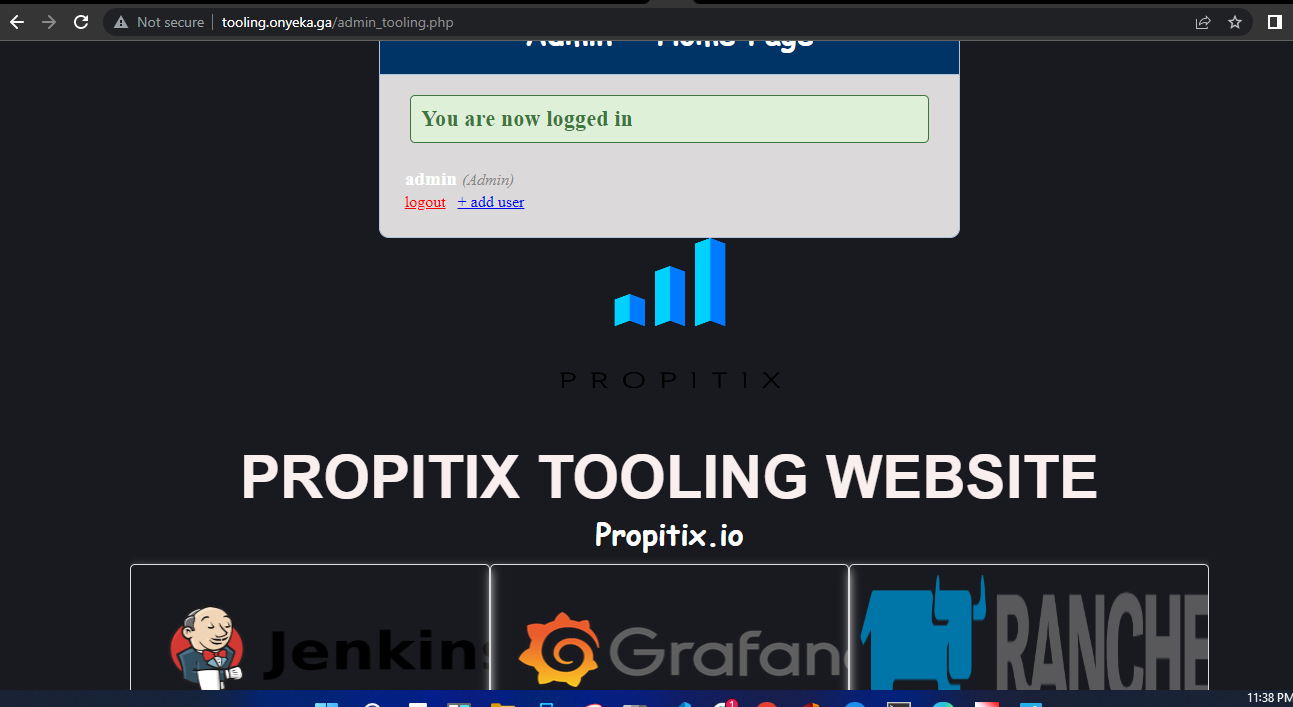 Not secure | tooling.onyeka.ga/admin_tooling.php
Admin - Home Page
You are now logged in
admin (Admin)
logout + add user
PROPITIX
PROPITIX TOOLING WEBSITE
Propitix.io
Jenkins
Grafana
RANCHE
1
11:38 PM